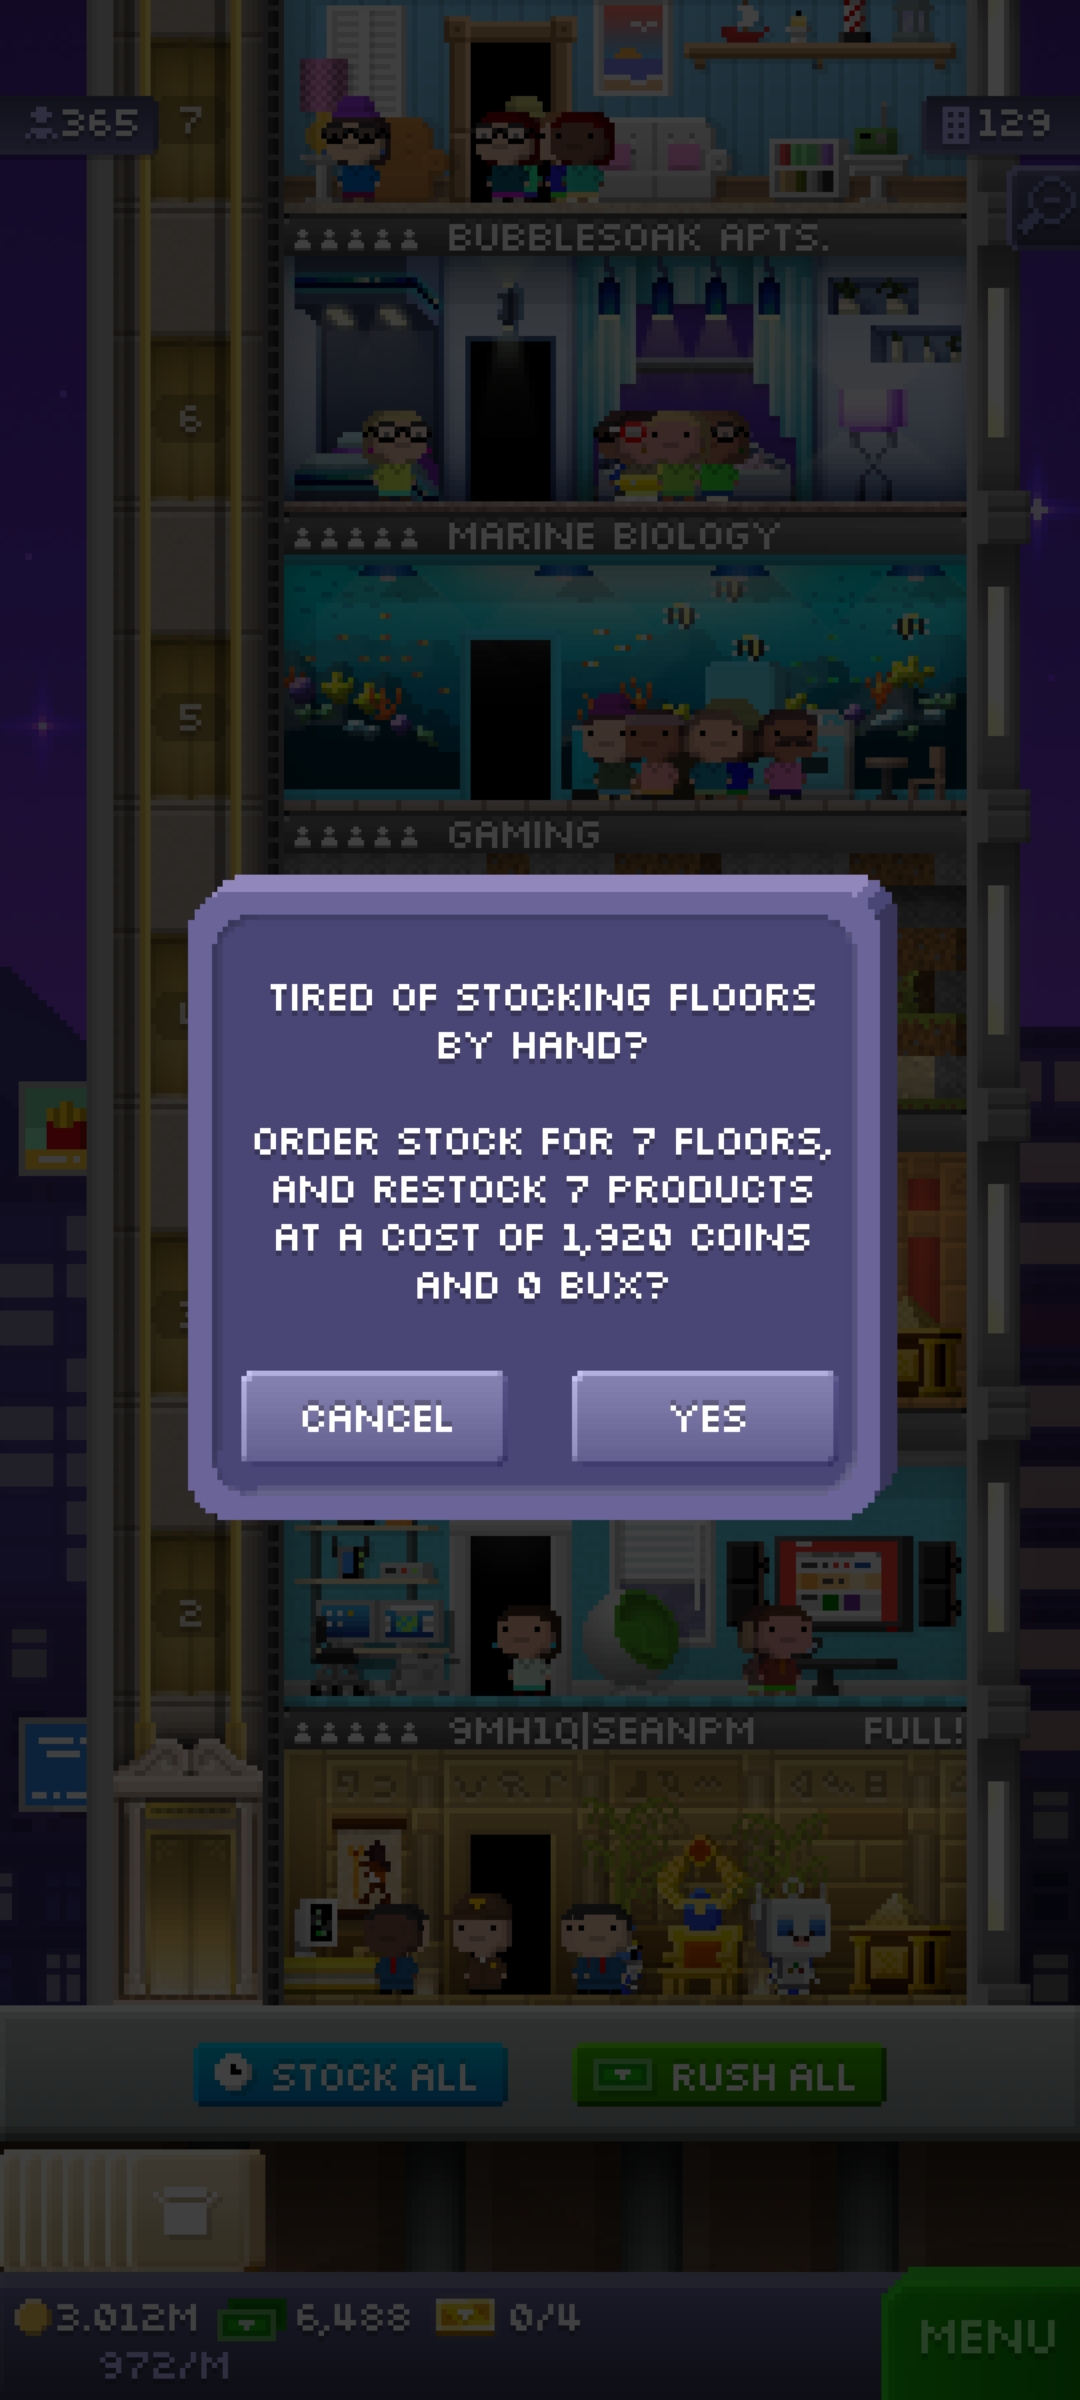 365
7
129
BUBBLESOAK APTS.
6
MARINE BIOLOGY
5
GAMING
TIRED OF STOCKING FLOORS
BY HAND?
ORDER STOCK FOR 7 FLOORS,
AND RESTOCK 7 PRODUCTS
AT A COST OF 1,920 COINS
AND 0 BUX?
CANCEL
YES
2
9MH1Q|SEANPM
FULL!
STOCK ALL
RUSH ALL
3.012M
6,488
0/4
972/M
MENU